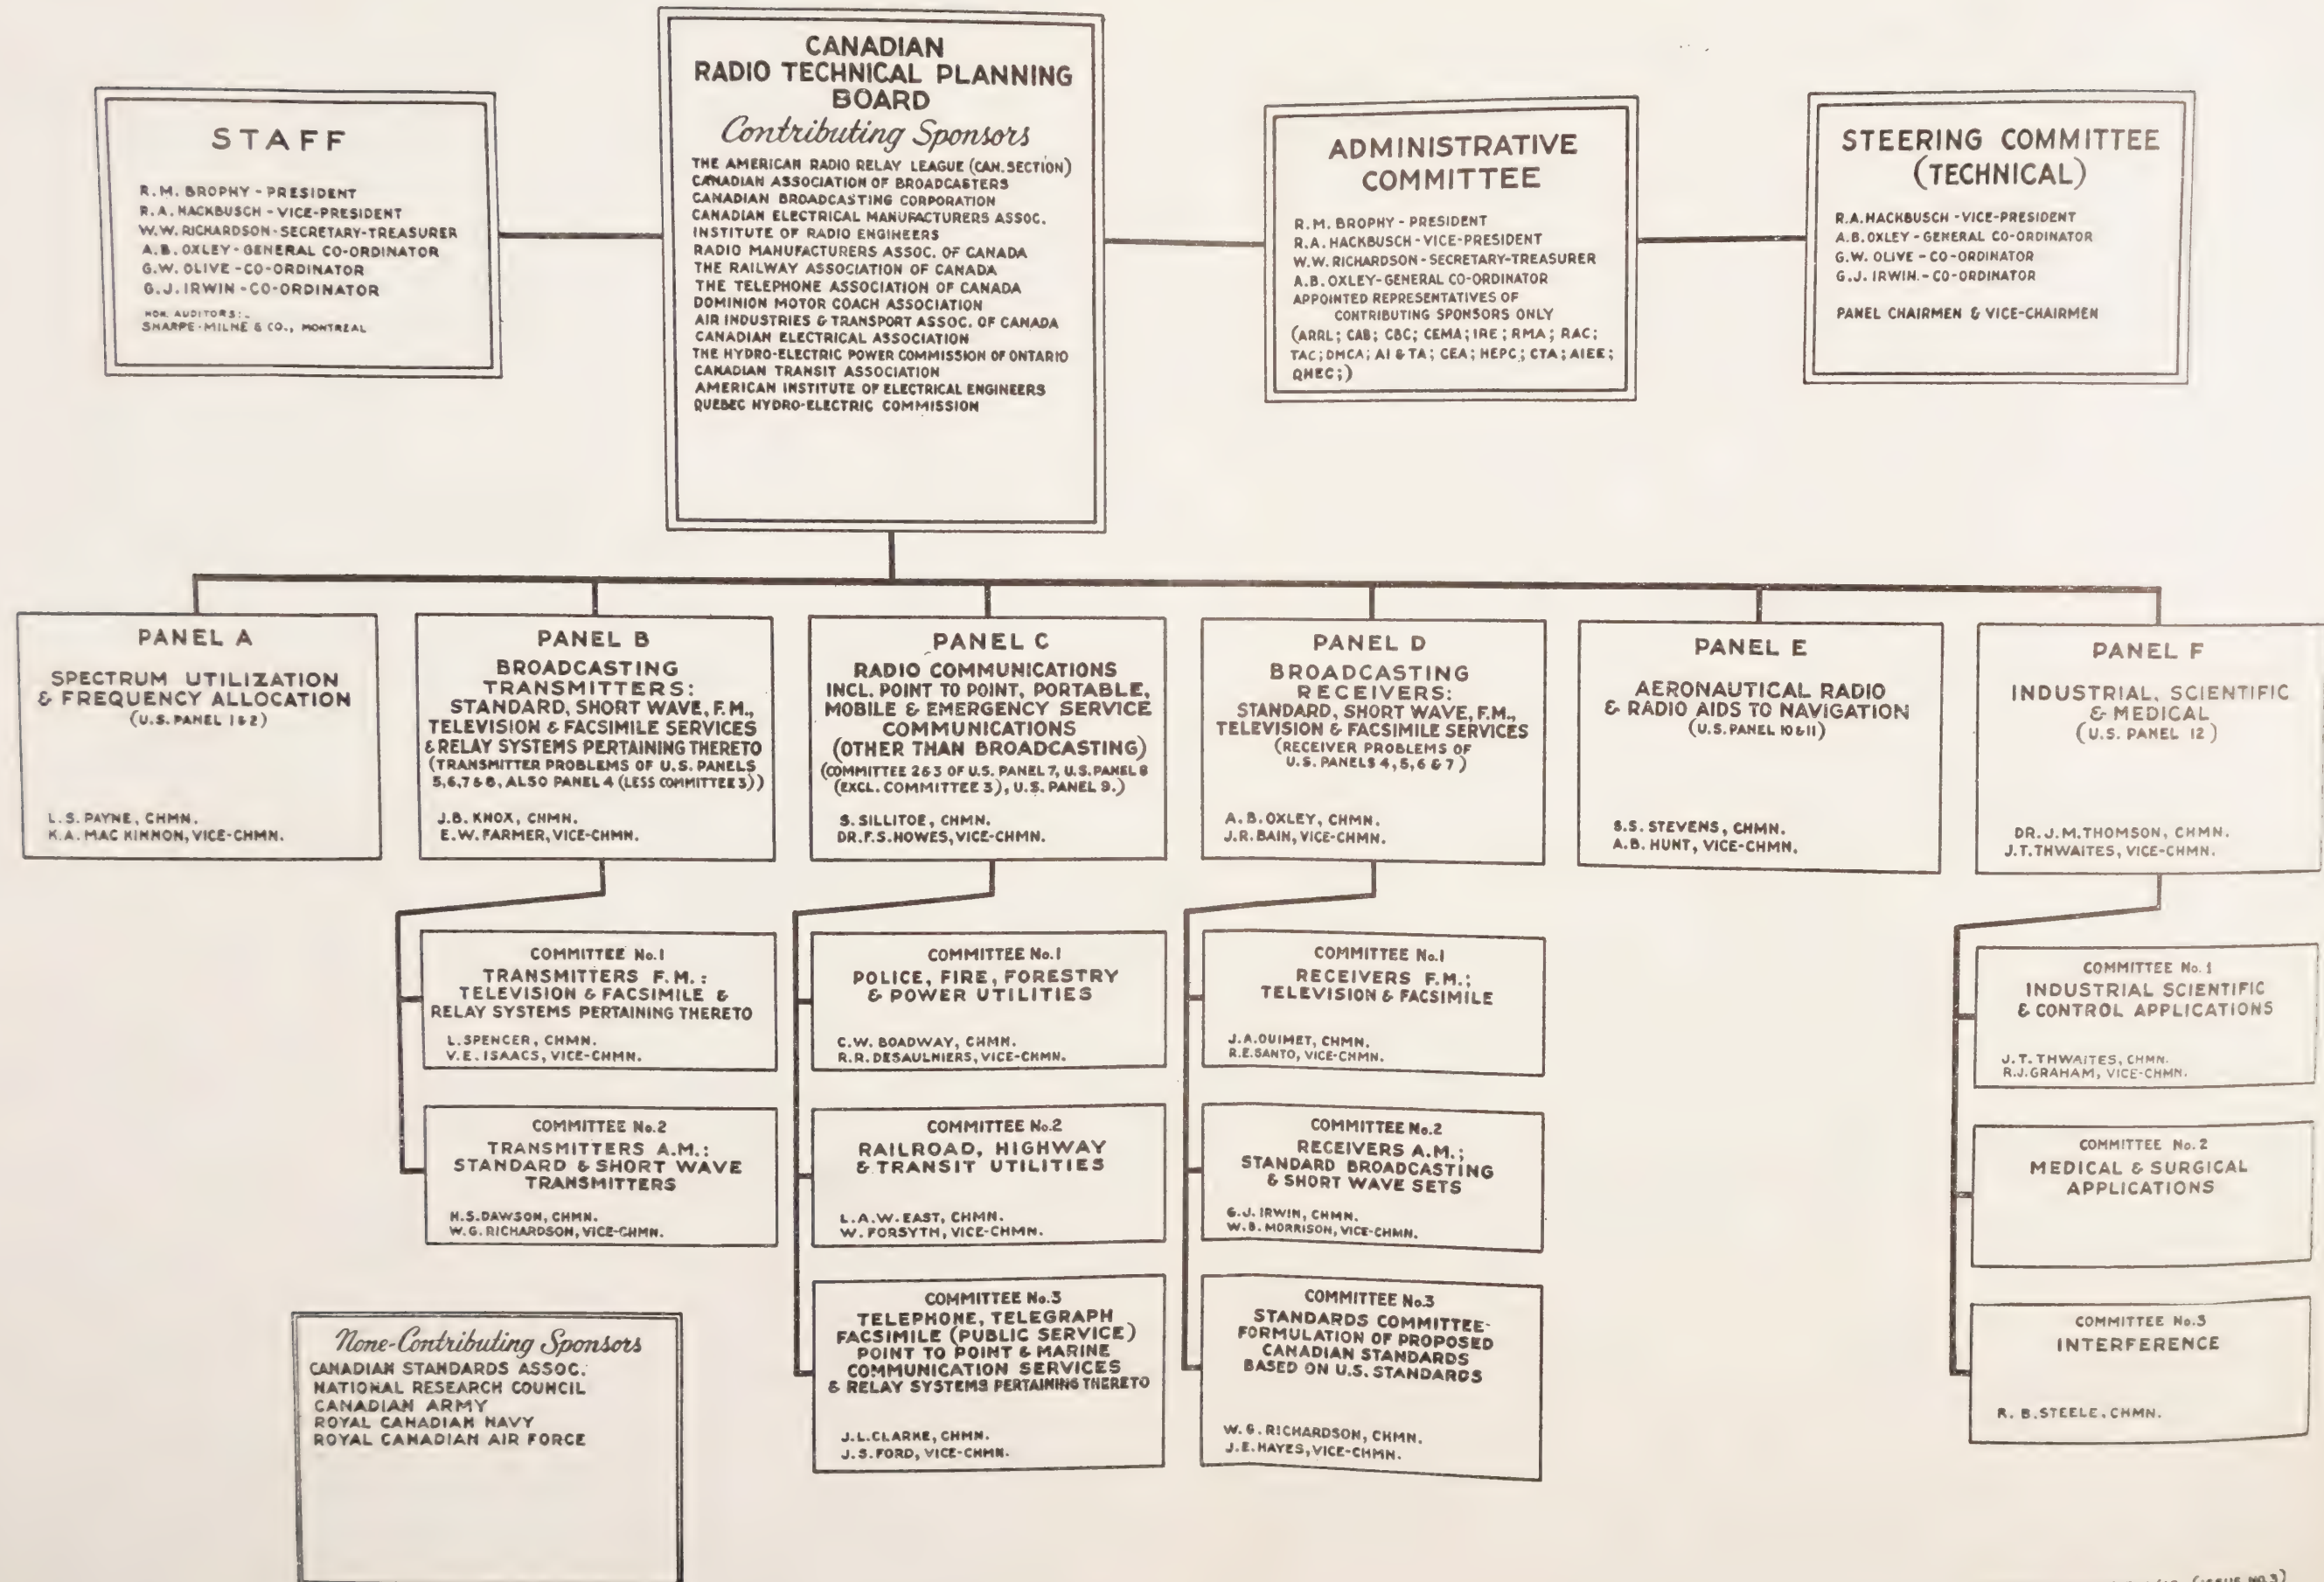 CANADIAN
RADIO TECHNICAL PLANNING
BOARD
Contributing Sponsors
THE AMERICAN RADIO RELAY LEAGUE (CAN. SECTION)
CANADIAN ASSOCIATION OF BROADCASTERS
CANADIAN BROADCASTING CORPORATION
CANADIAN ELECTRICAL MANUFACTURERS ASSOC.
INSTITUTE OF RADIO ENGINEERS
RADIO MANUFACTURERS ASSOC. OF CANADA
THE RAILWAY ASSOCIATION OF CANADA
THE TELEPHONE ASSOCIATION OF CANADA
DOMINION MOTOR COACH ASSOCIATION
AIR INDUSTRIES & TRANSPORT ASSOC. OF CANADA
CANADIAN ELECTRICAL ASSOCIATION
THE HYDRO-ELECTRIC POWER COMMISSION OF ONTARIO
CANADIAN TRANSIT ASSOCIATION
AMERICAN INSTITUTE OF ELECTRICAL ENGINEERS
QUEBEC HYDRO-ELECTRIC COMMISSION
STAFF
R.M. BROPHY - PRESIDENT
R.A. HACKBUSCH - VICE-PRESIDENT
W.W. RICHARDSON - SECRETARY-TREASURER
A.B. OXLEY - GENERAL CO-ORDINATOR
G.W. OLIVE - CO-ORDINATOR
G.J. IRWIN - CO-ORDINATOR
HON. AUDITORS:-
SHARPE-MILNE & CO., MONTREAL
ADMINISTRATIVE
COMMITTEE
R.M. BROPHY - PRESIDENT
R.A. HACKBUSCH - VICE-PRESIDENT
W.W. RICHARDSON - SECRETARY-TREASURER
A.B. OXLEY - GENERAL CO-ORDINATOR
APPOINTED REPRESENTATIVES OF
CONTRIBUTING SPONSORS ONLY
(ARRL; CAB; CBC; CEMA; IRE; RMA; RAC;
TAC; DMCA; AI & TA; CEA; HEPC; CTA; AIEE;
QHEC;)
STEERING COMMITTEE
(TECHNICAL)
R.A. HACKBUSCH - VICE-PRESIDENT
A.B. OXLEY - GENERAL CO-ORDINATOR
G.W. OLIVE - CO-ORDINATOR
G.J. IRWIN - CO-ORDINATOR
PANEL CHAIRMEN & VICE-CHAIRMEN
PANEL A
SPECTRUM UTILIZATION
& FREQUENCY ALLOCATION
(U.S. PANEL 1 & 2)
L.S. PAYNE, CHMN.
K.A. MAC KINNON, VICE-CHMN.
PANEL B
BROADCASTING
TRANSMITTERS:
STANDARD, SHORT WAVE, F.M.,
TELEVISION & FACSIMILE SERVICES
& RELAY SYSTEMS PERTAINING THERETO
(TRANSMITTER PROBLEMS OF U.S. PANELS
5,6,7 & 8, ALSO PANEL 4 (LESS COMMITTEE 3))
J.B. KNOX, CHMN.
E.W. FARMER, VICE-CHMN.
PANEL C
RADIO COMMUNICATIONS
INCL. POINT TO POINT, PORTABLE,
MOBILE & EMERGENCY SERVICE
COMMUNICATIONS
(OTHER THAN BROADCASTING)
(COMMITTEE 2 & 3 OF U.S. PANEL 7, U.S. PANEL 8
(EXCL. COMMITTEE 3), U.S. PANEL 9.)
S. SILLITOE, CHMN.
DR. F.S. HOWES, VICE-CHMN.
PANEL D
BROADCASTING
RECEIVERS:
STANDARD, SHORT WAVE, F.M.,
TELEVISION & FACSIMILE SERVICES
(RECEIVER PROBLEMS OF
U.S. PANELS 4, 5, 6 & 7)
A.B. OXLEY, CHMN.
J.R. BAIN, VICE-CHMN.
PANEL E
AERONAUTICAL RADIO
& RADIO AIDS TO NAVIGATION
(U.S. PANEL 10 & 11)
S.S. STEVENS, CHMN.
A.B. HUNT, VICE-CHMN.
PANEL F
INDUSTRIAL, SCIENTIFIC
& MEDICAL
(U.S. PANEL 12)
DR. J.M. THOMSON, CHMN.
J.T. THWAITES, VICE-CHMN.
COMMITTEE No.1
TRANSMITTERS F.M.:
TELEVISION & FACSIMILE &
RELAY SYSTEMS PERTAINING THERETO
L. SPENCER, CHMN.
V.E. ISAACS, VICE-CHMN.
COMMITTEE No.2
TRANSMITTERS A.M.:
STANDARD & SHORT WAVE
TRANSMITTERS
H.S. DAWSON, CHMN.
W.G. RICHARDSON, VICE-CHMN.
COMMITTEE No.1
POLICE, FIRE, FORESTRY
& POWER UTILITIES
C.W. BOADWAY, CHMN.
R.R. DESAULNIERS, VICE-CHMN.
COMMITTEE No.2
RAILROAD, HIGHWAY
& TRANSIT UTILITIES
L.A.W. EAST, CHMN.
W. FORSYTH, VICE-CHMN.
COMMITTEE No.3
TELEPHONE, TELEGRAPH
FACSIMILE (PUBLIC SERVICE)
POINT TO POINT & MARINE
COMMUNICATION SERVICES
& RELAY SYSTEMS PERTAINING THERETO
J.L. CLARKE, CHMN.
J.S. FORD, VICE-CHMN.
COMMITTEE No.1
RECEIVERS F.M.;
TELEVISION & FACSIMILE
J.A. OUIMET, CHMN.
R.E. SANTO, VICE-CHMN.
COMMITTEE No.2
RECEIVERS A.M.;
STANDARD BROADCASTING
& SHORT WAVE SETS
G.J. IRWIN, CHMN.
W.B. MORRISON, VICE-CHMN.
COMMITTEE No.3
STANDARDS COMMITTEE-
FORMULATION OF PROPOSED
CANADIAN STANDARDS
BASED ON U.S. STANDARDS
W.G. RICHARDSON, CHMN.
J.E. HAYES, VICE-CHMN.
COMMITTEE No.1
INDUSTRIAL SCIENTIFIC
& CONTROL APPLICATIONS
J.T. THWAITES, CHMN.
R.J. GRAHAM, VICE-CHMN.
COMMITTEE No.2
MEDICAL & SURGICAL
APPLICATIONS
COMMITTEE No.3
INTERFERENCE
R. B. STEELE, CHMN.
None-Contributing Sponsors
CANADIAN STANDARDS ASSOC.
NATIONAL RESEARCH COUNCIL
CANADIAN ARMY
ROYAL CANADIAN NAVY
ROYAL CANADIAN AIR FORCE
(ISSUE NO.3)